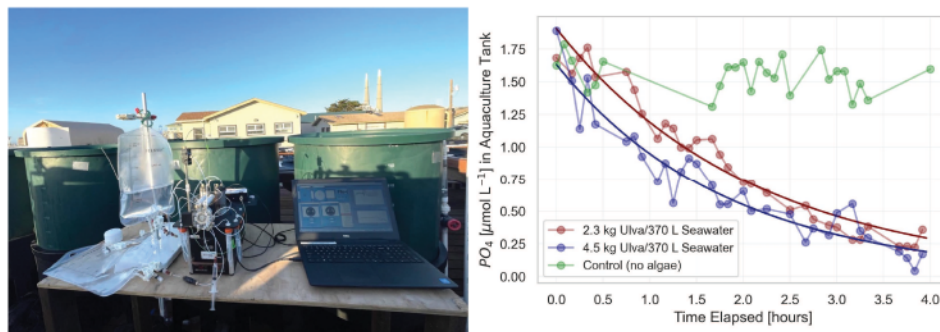 PO₄ [μmol L⁻¹] in Aquaculture Tank
1.75
1.50
1.25
1.00
0.75
0.50
0.25
0.00
2.3 kg Ulva/370 L Seawater
4.5 kg Ulva/370 L Seawater
Control (no algae)
0.0 0.5 1.0 1.5 2.0 2.5 3.0 3.5 4.0
Time Elapsed [hours]